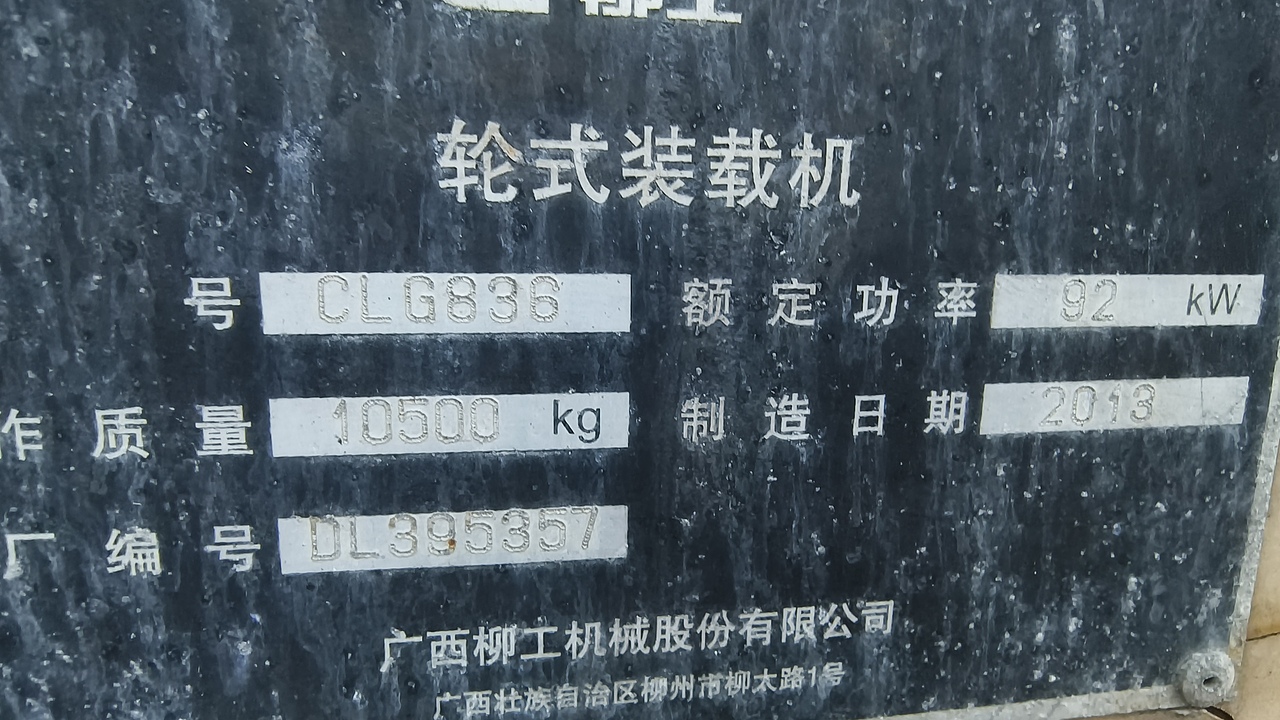 柳工
轮式装载机
号 CLG836 额定功率 92 kW
作质量 10500 kg 制造日期 2013
厂编号 DL395357
广西柳工机械股份有限公司
广西壮族自治区柳州市柳太路1号